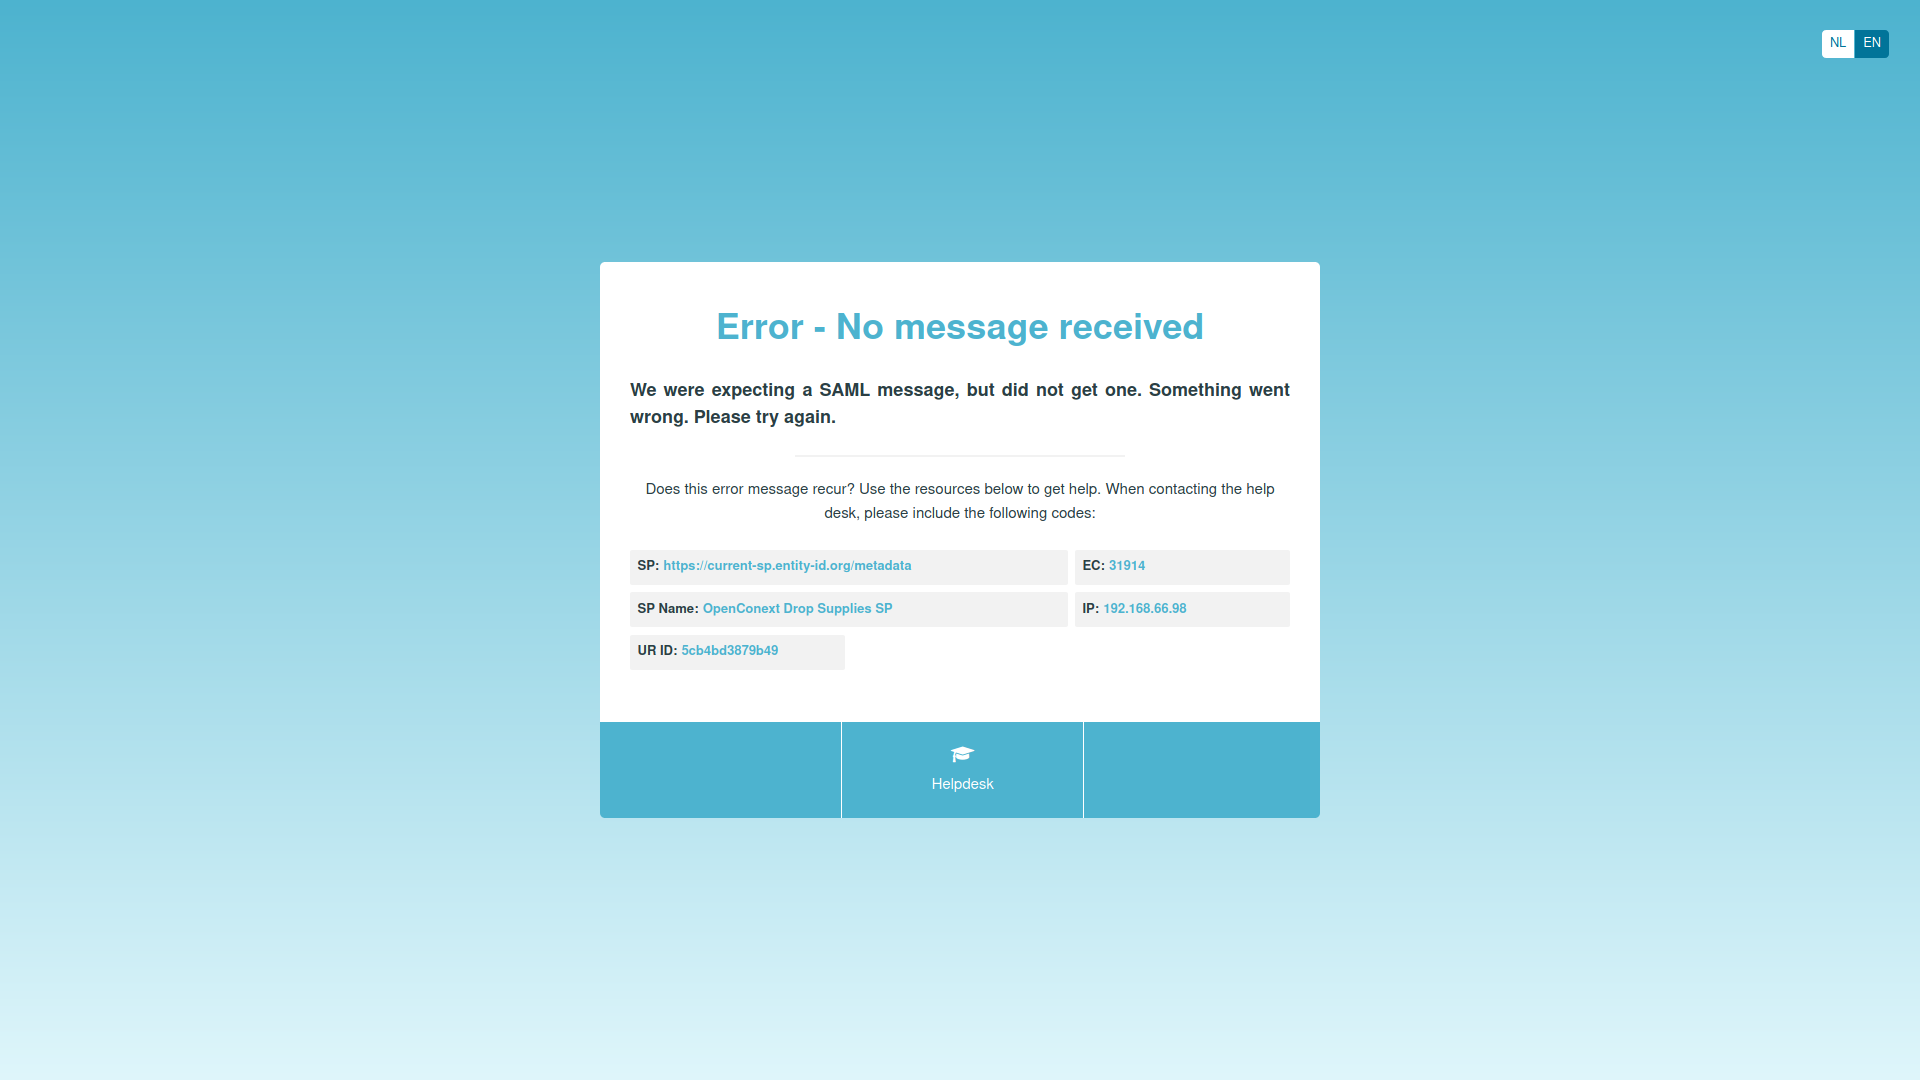 NL EN
Error - No message received
We were expecting a SAML message, but did not get one. Something went
wrong. Please try again.
Does this error message recur? Use the resources below to get help. When contacting the help
desk, please include the following codes:
SP: https://current-sp.entity-id.org/metadata
EC: 31914
SP Name: OpenConext Drop Supplies SP
IP: 192.168.66.98
UR ID: 5cb4bd3879b49
Helpdesk